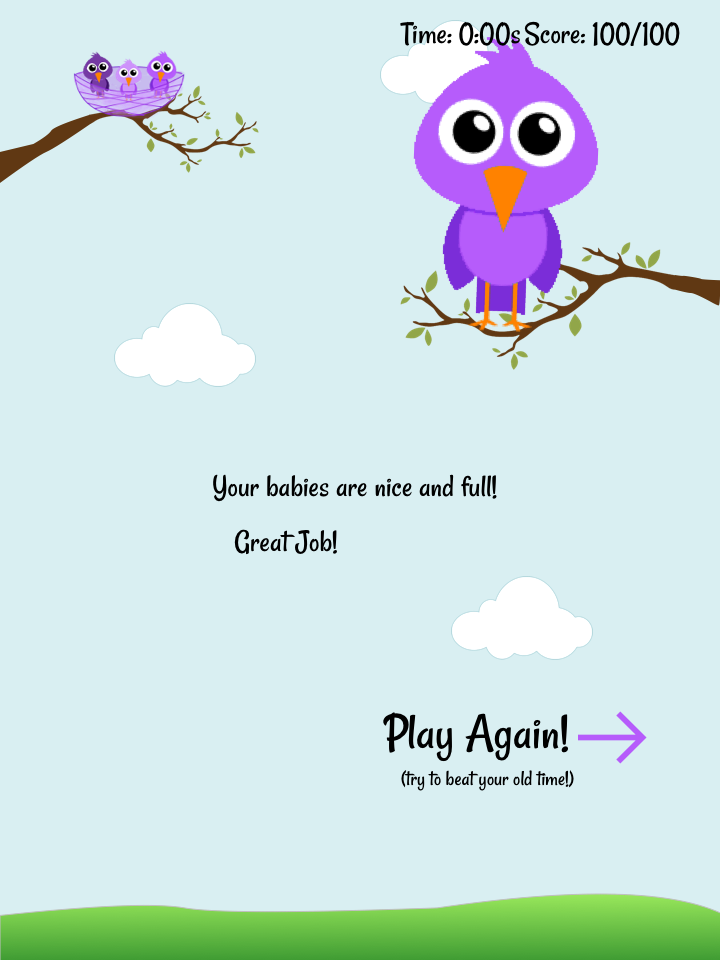 Time: 0:00s Score: 100/100
Your babies are nice and full!
Great Job!
Play Again!
(try to beat your old time!)